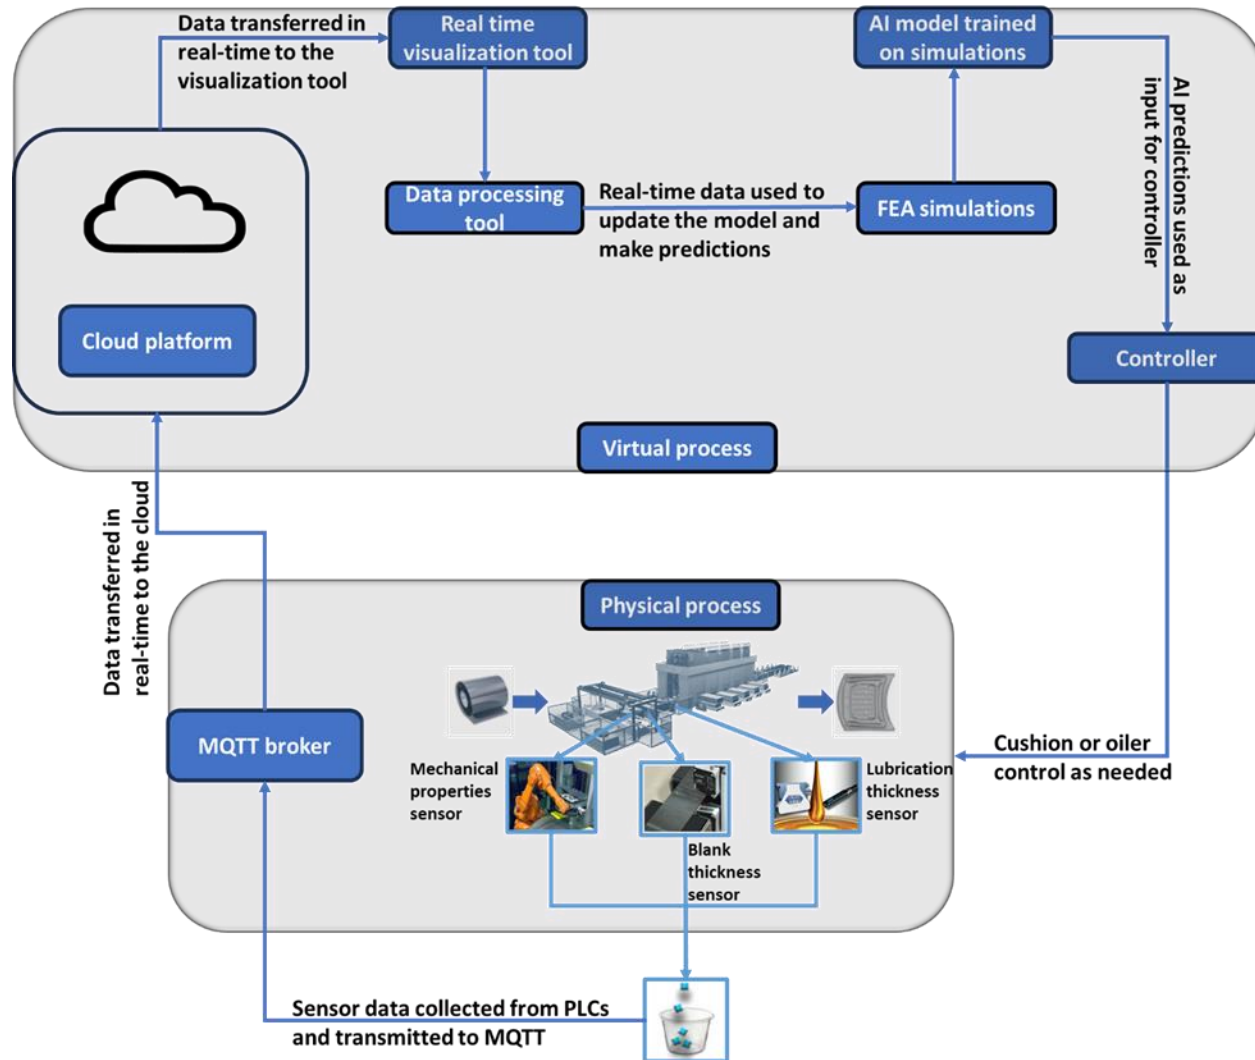 Data transferred in
real-time to the
visualization tool
Real time
visualization tool
AI model trained
on simulations
AI predictions used as
input for controller
Data processing
tool
Real-time data used to
update the model and
make predictions
FEA simulations
Cloud platform
Controller
Virtual process
Data transferred in
real-time to the cloud
Physical process
MQTT broker
Mechanical
properties
sensor
Blank
thickness
sensor
Lubrication
thickness
sensor
Cushion or oiler
control as needed
Sensor data collected from PLCs
and transmitted to MQTT